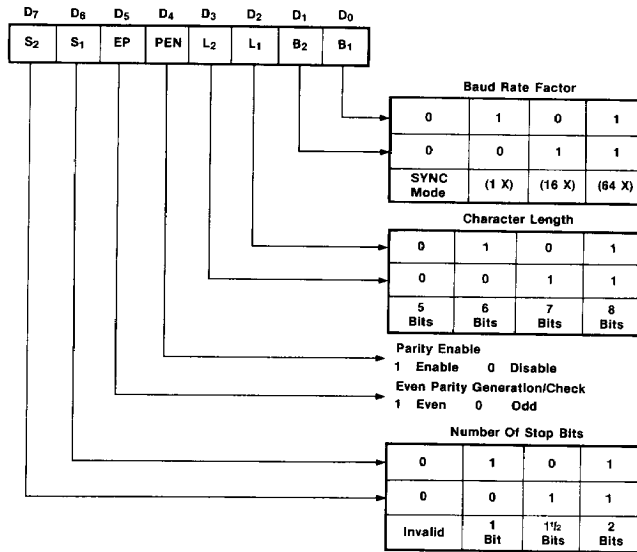 D7 D6 D5 D4 D3 D2 D1 D0
S2 S1 EP PEN L2 L1 B2 B1
Baud Rate Factor
0 1 0 1
0 0 1 1
SYNC Mode (1 X) (16 X) (64 X)
Character Length
0 1 0 1
0 0 1 1
5 6 7 8
Bits Bits Bits Bits
Parity Enable
1 Enable 0 Disable
Even Parity Generation/Check
1 Even 0 Odd
Number Of Stop Bits
0 1 0 1
0 0 1 1
Invalid 1 Bit 1½ Bits 2 Bits